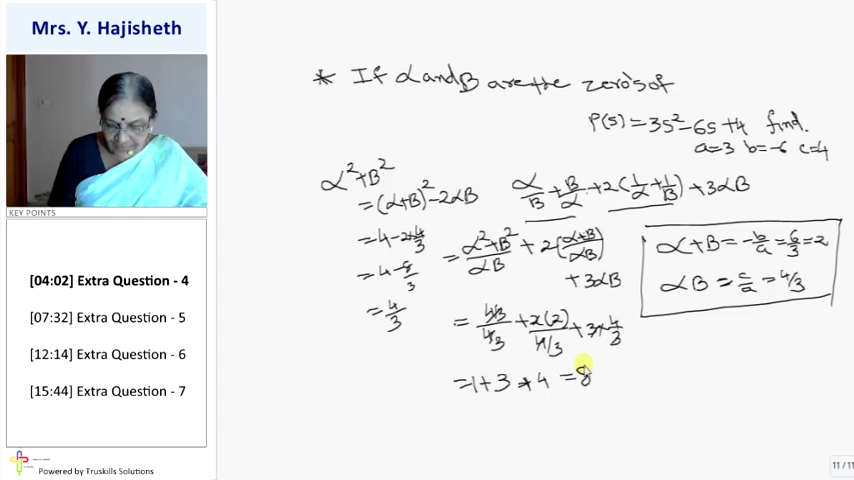 Mrs. Y. Hajisheth
KEY POINTS
[04:02] Extra Question - 4
[07:32] Extra Question - 5
[12:14] Extra Question - 6
[15:44] Extra Question - 7
Powered by Truskills Solutions
* If α and β are the zero's of
P(s) = 3s² - 6s + 4 find.
a=3 b=-6 c=4
α² + β²
= (α+β)² - 2αβ
= 4 - 2×4/3
= 4 - 8/3
= 4/3
α/β + β/α + 2(1/α + 1/β) + 3αβ
= (α²+β²)/αβ + 2((α+β)/αβ)
+ 3αβ
= (4/3)/(4/3) + 2(2)/(4/3) + 3×4/3
= 1 + 3 + 4 = 8
α+β = -b/a = 6/3 = 2
αβ = c/a = 4/3
11 / 11